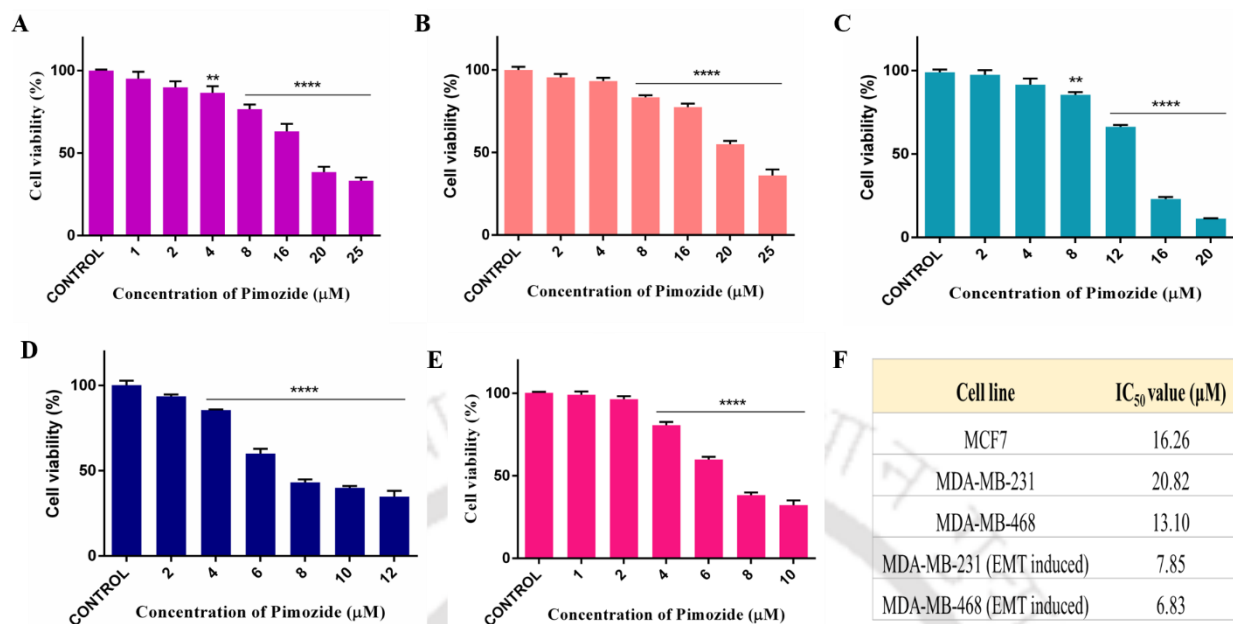 A
Cell viability (%)
100
50
0
**
****
CONTROL 1 2 4 8 16 20 25
Concentration of Pimozide (µM)
B
Cell viability (%)
100
50
0
****
CONTROL 2 4 8 16 20 25
Concentration of Pimozide (µM)
C
Cell viability (%)
100
50
0
**
****
CONTROL 2 4 8 12 16 20
Concentration of Pimozide (µM)
D
Cell viability (%)
100
50
0
****
CONTROL 2 4 6 8 10 12
Concentration of Pimozide (µM)
E
Cell viability (%)
100
50
0
****
CONTROL 1 2 4 6 8 10
Concentration of Pimozide (µM)
F
Cell line IC50 value (µM)
MCF7 16.26
MDA-MB-231 20.82
MDA-MB-468 13.10
MDA-MB-231 (EMT induced) 7.85
MDA-MB-468 (EMT induced) 6.83